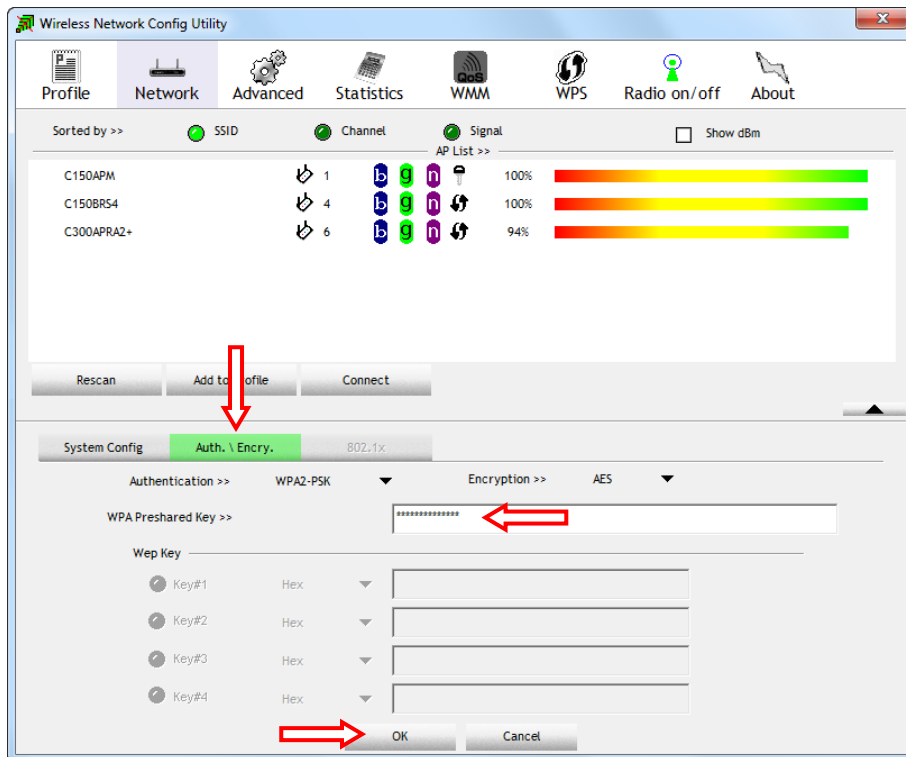 Wireless Network Config Utility
Profile Network Advanced Statistics QoS WMM WPS Radio on/off About
Sorted by >> SSID Channel Signal Show dBm
AP List >>
C150APM 1 b g n 100%
C150BRS4 4 b g n 100%
C300APRA2+ 6 b g n 94%
Rescan Add to Profile Connect
System Config Auth. \ Encry. 802.1x
Authentication >> WPA2-PSK Encryption >> AES
WPA Preshared Key >> **************
Wep Key
Key#1 Hex
Key#2 Hex
Key#3 Hex
Key#4 Hex
OK Cancel